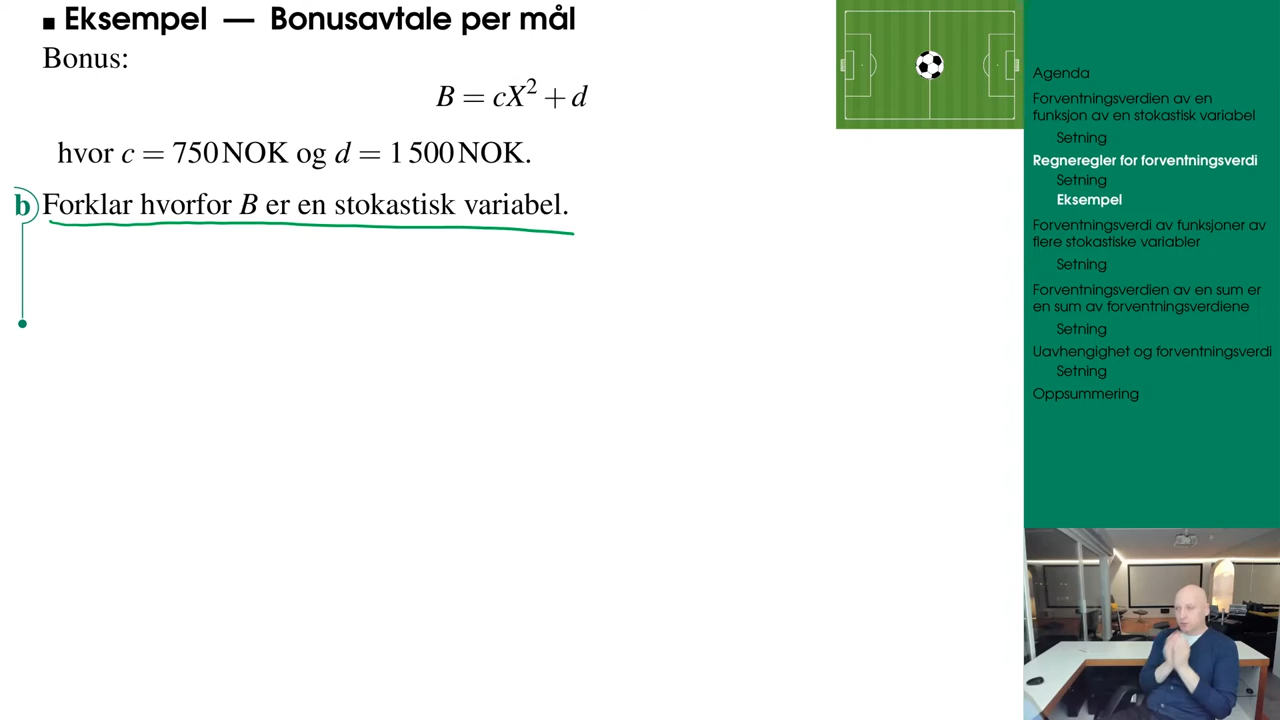 Eksempel — Bonusavtale per mål
Bonus:
B = cX² + d
hvor c = 750 NOK og d = 1 500 NOK.
b Forklar hvorfor B er en stokastisk variabel.
Agenda
Forventningsverdien av en
funksjon av en stokastisk variabel
Setning
Regneregler for forventningsverdi
Setning
Eksempel
Forventningsverdi av funksjoner av
flere stokastiske variabler
Setning
Forventningsverdien av en sum er
en sum av forventningsverdiene
Setning
Uavhengighet og forventningsverdi
Setning
Oppsummering